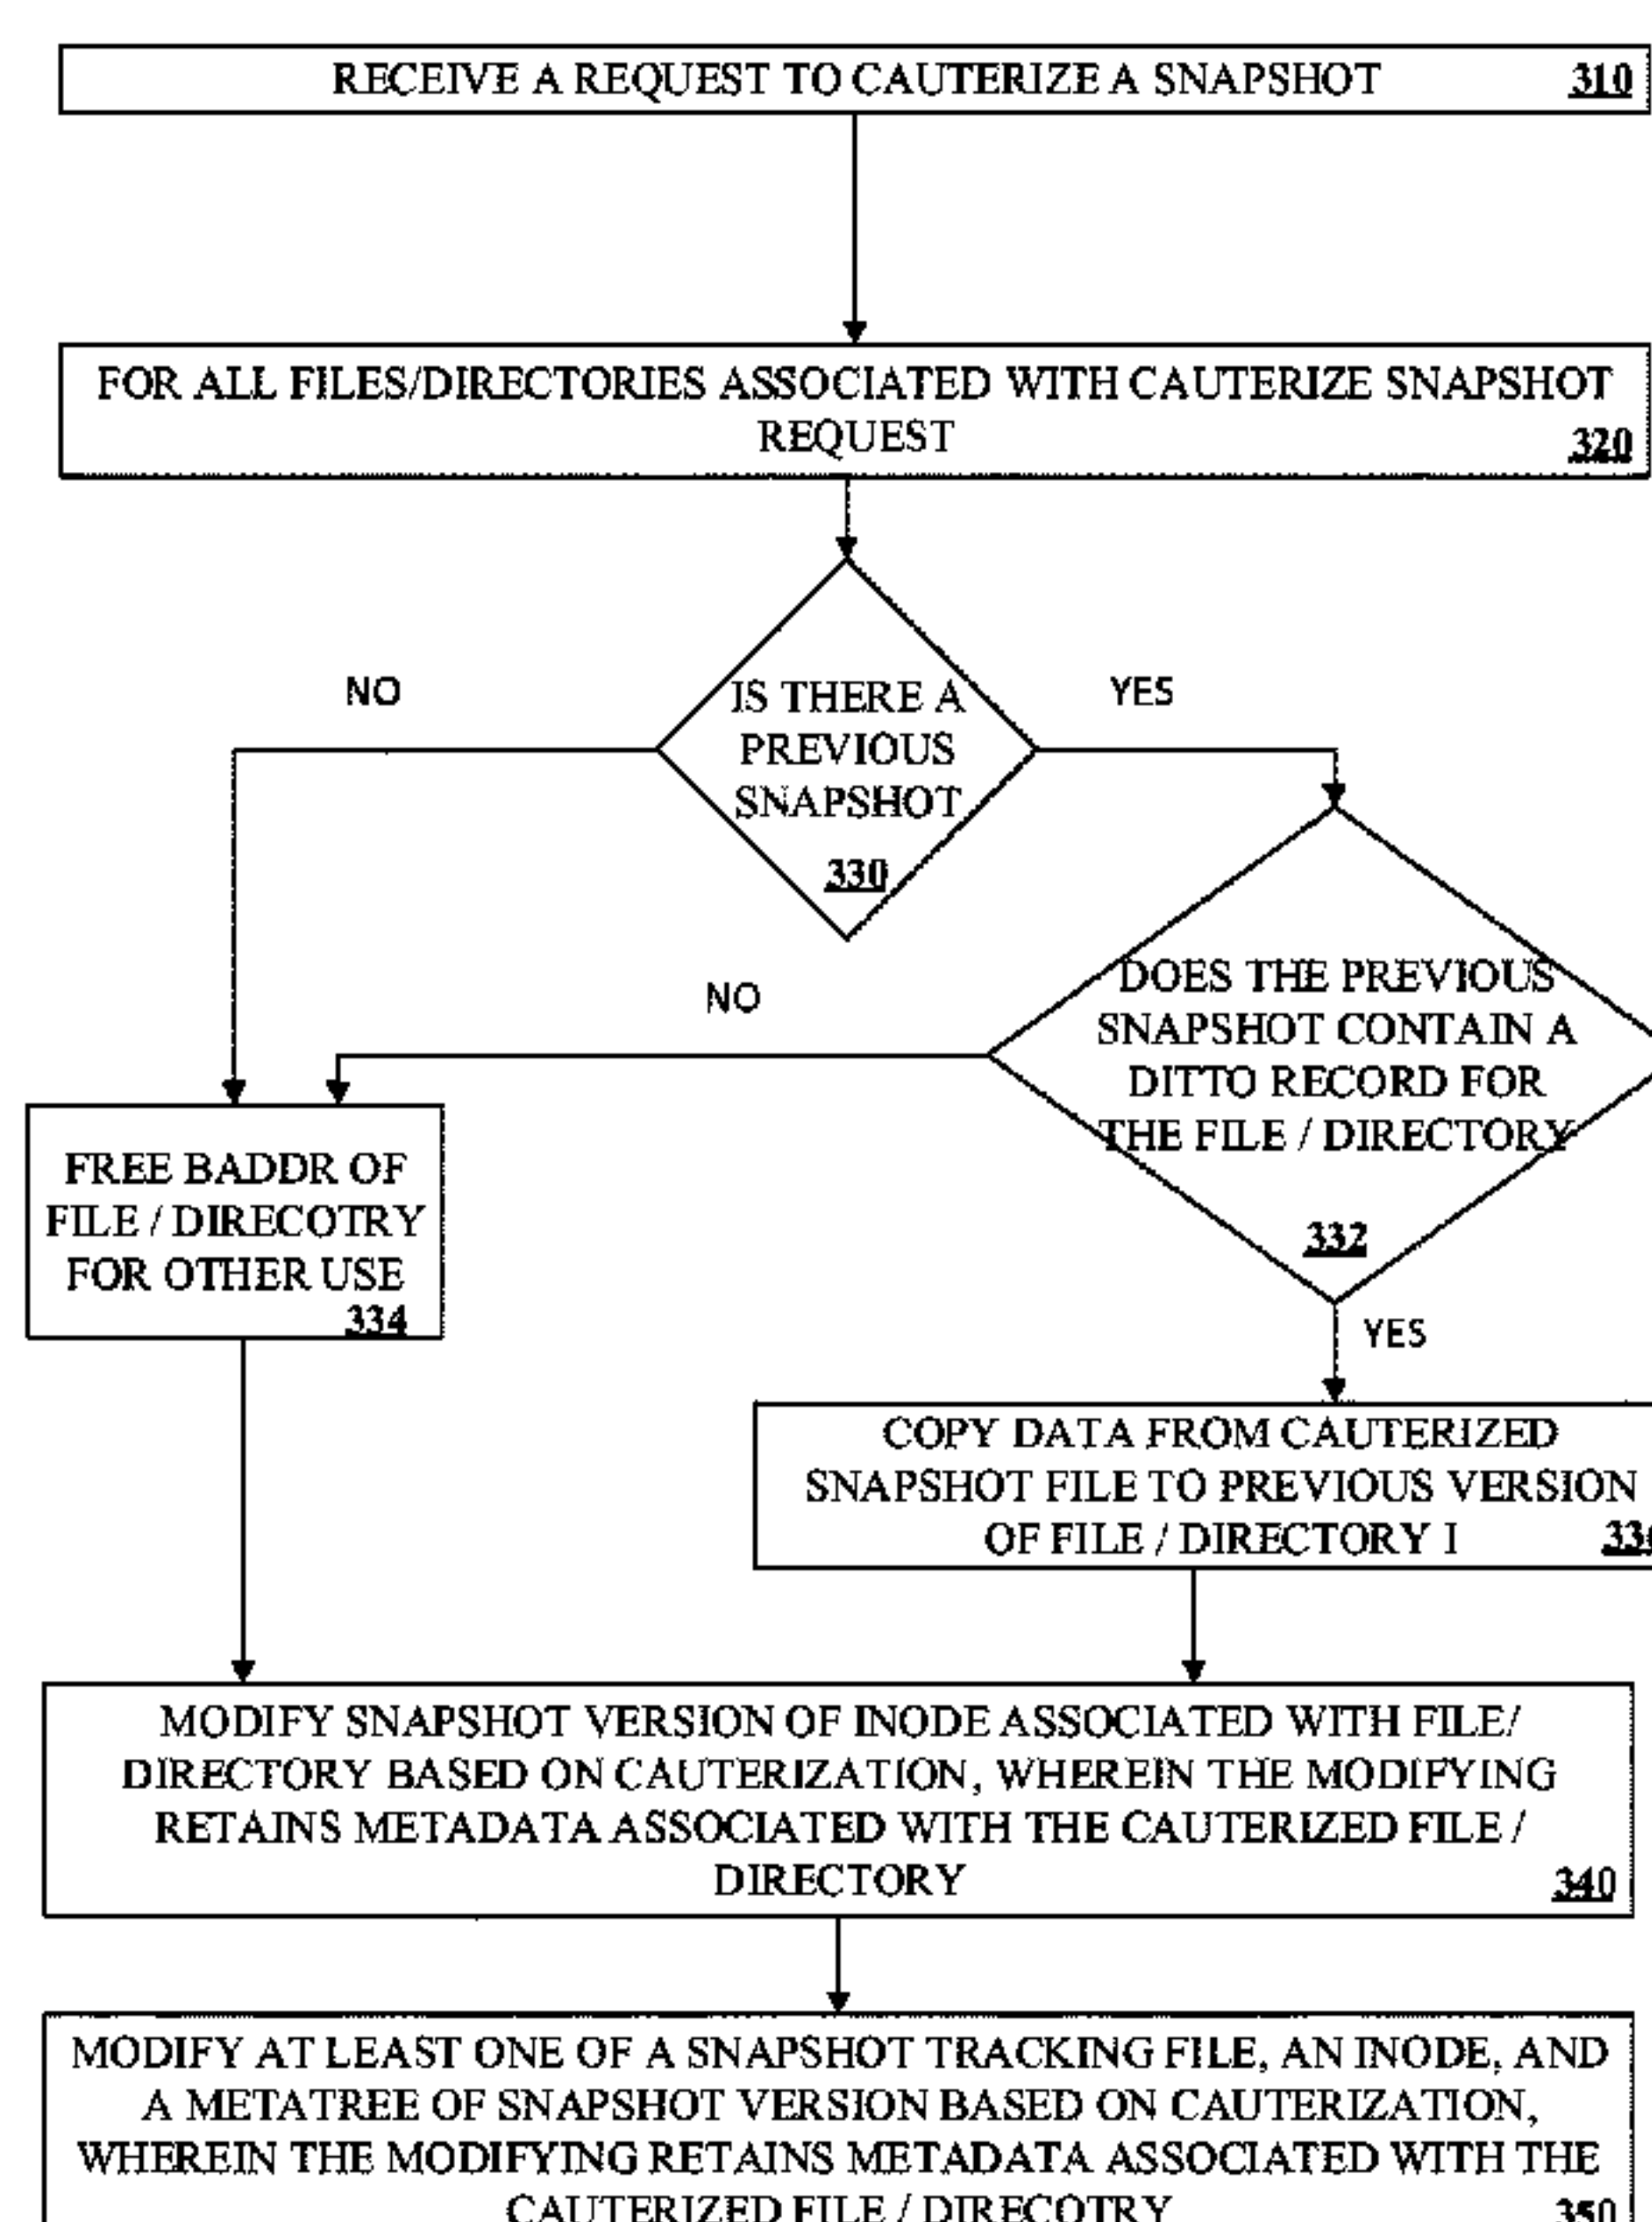 RECEIVE A REQUEST TO CAUTERIZE A SNAPSHOT 310
FOR ALL FILES/DIRECTORIES ASSOCIATED WITH CAUTERIZE SNAPSHOT
REQUEST 320
NO
YES
IS THERE A
PREVIOUS
SNAPSHOT
330
NO
DOES THE PREVIOUS
SNAPSHOT CONTAIN A
DITTO RECORD FOR
THE FILE / DIRECTORY
332
FREE BADDR OF
FILE / DIRECOTRY
FOR OTHER USE
334
YES
COPY DATA FROM CAUTERIZED
SNAPSHOT FILE TO PREVIOUS VERSION
OF FILE / DIRECTORY I
MODIFY SNAPSHOT VERSION OF INODE ASSOCIATED WITH FILE/
DIRECTORY BASED ON CAUTERIZATION, WHEREIN THE MODIFYING
RETAINS METADATA ASSOCIATED WITH THE CAUTERIZED FILE /
DIRECTORY 340
MODIFY AT LEAST ONE OF A SNAPSHOT TRACKING FILE, AN INODE, AND
A METATREE OF SNAPSHOT VERSION BASED ON CAUTERIZATION,
WHEREIN THE MODIFYING RETAINS METADATA ASSOCIATED WITH THE
CAUTERIZED FILE / DIRECOTRY 350